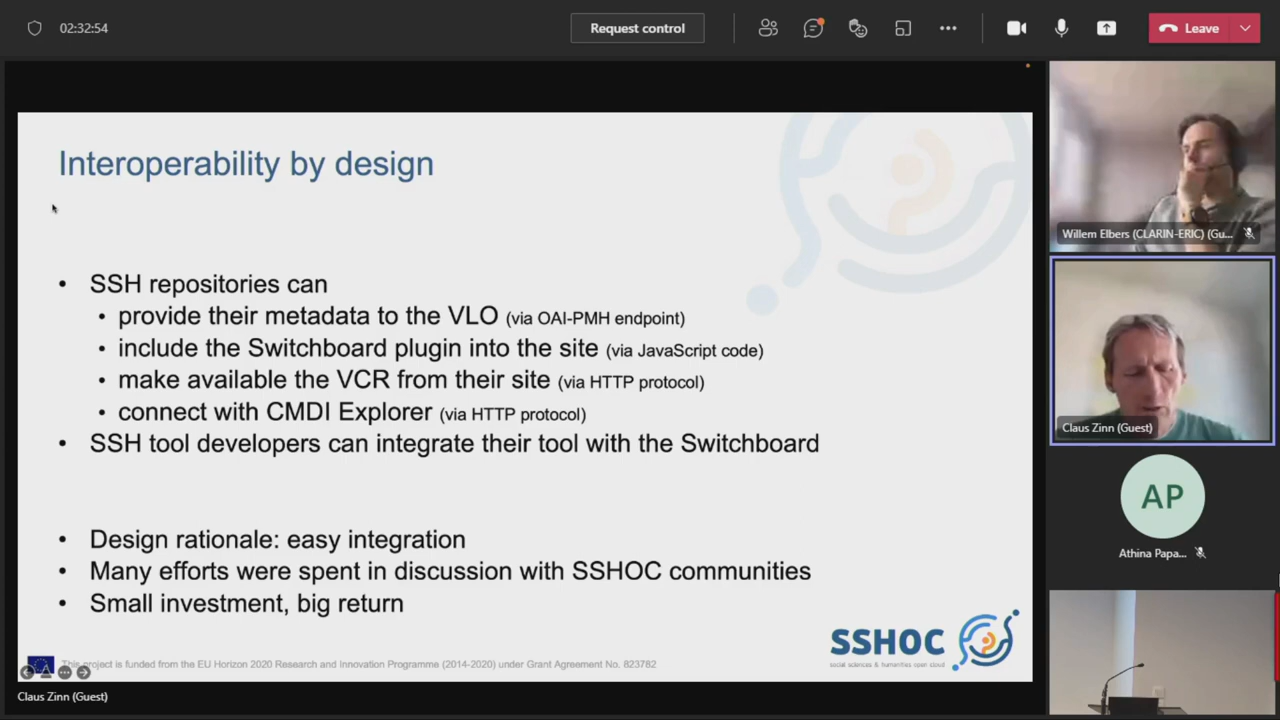 02:32:54
Request control
Leave
Interoperability by design
• SSH repositories can
• provide their metadata to the VLO (via OAI-PMH endpoint)
• include the Switchboard plugin into the site (via JavaScript code)
• make available the VCR from their site (via HTTP protocol)
• connect with CMDI Explorer (via HTTP protocol)
• SSH tool developers can integrate their tool with the Switchboard
• Design rationale: easy integration
• Many efforts were spent in discussion with SSHOC communities
• Small investment, big return
SSHOC
social sciences & humanities open cloud
This project is funded from the EU Horizon 2020 Research and Innovation Programme (2014-2020) under Grant Agreement No. 823782
Claus Zinn (Guest)
Willem Elbers (CLARIN-ERIC) (Gu...
Claus Zinn (Guest)
AP
Athina Papa...